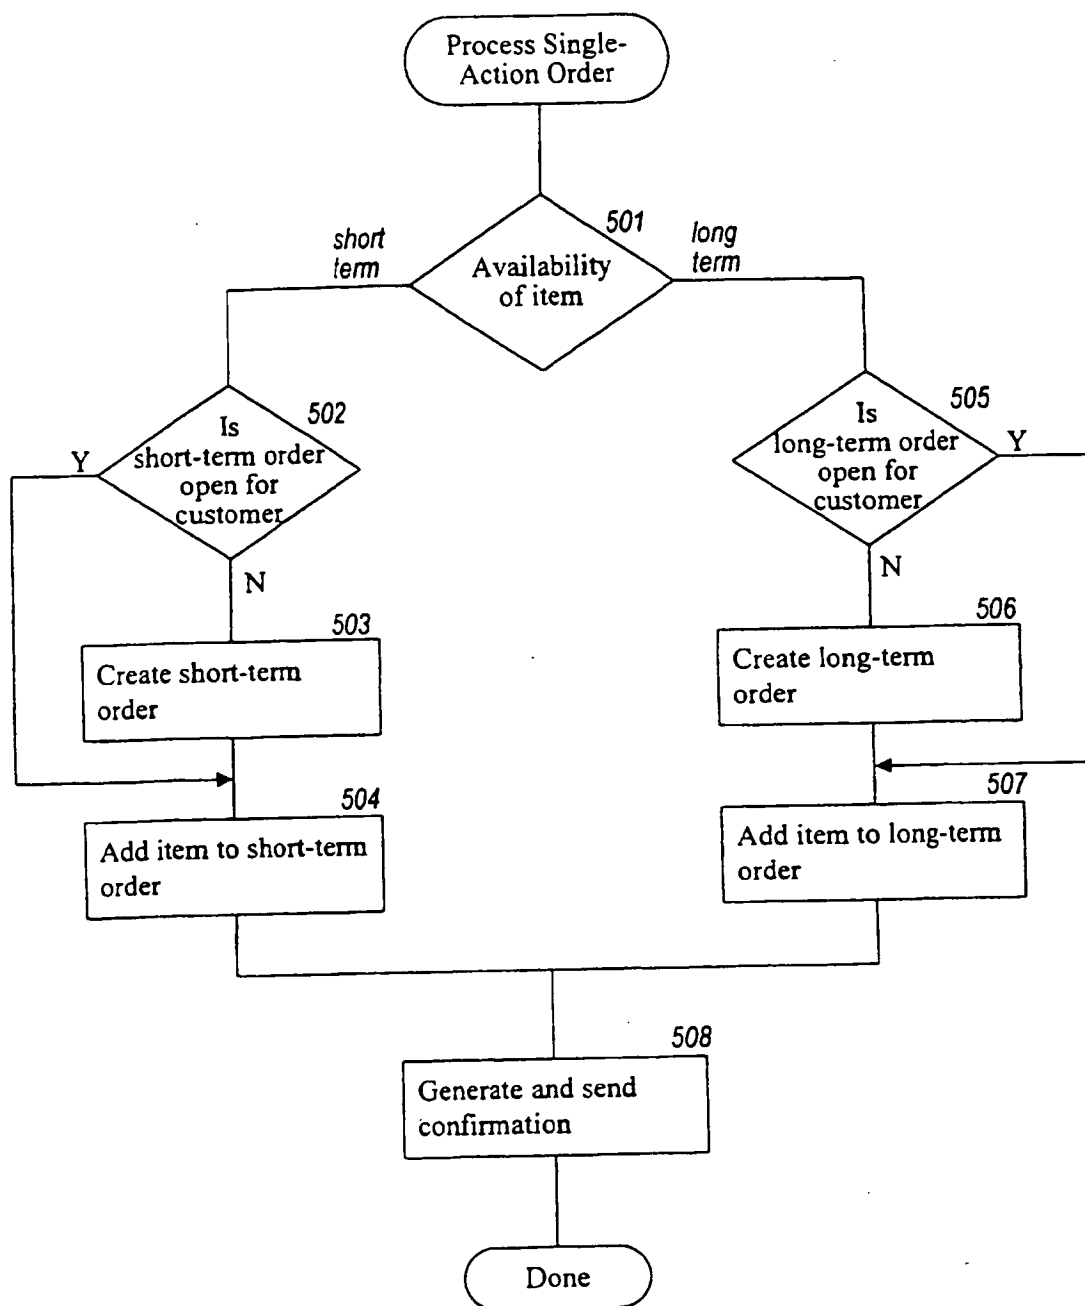 Process Single-
Action Order
501
short
term
long
term
Availability
of item
502
Is
short-term order
open for
customer
Y
N
505
Is
long-term order
open for
customer
Y
N
503
Create short-term
order
506
Create long-term
order
504
Add item to short-term
order
507
Add item to long-term
order
508
Generate and send
confirmation
Done